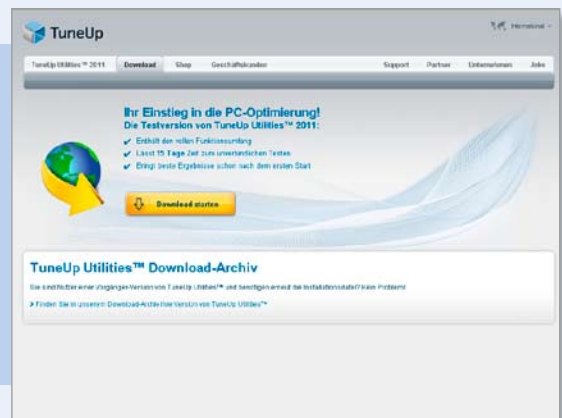 TuneUp
International
TuneUp Utilities™ 2011 Download Shop Geschäftskunden Support Partner Unternehmen Jobs
Ihr Einstieg in die PC-Optimierung!
Die Testversion von TuneUp Utilities™ 2011:
Enthält den vollen Funktionsumfang
Lässt 15 Tage Zeit zum unverbindlichen Testen
Bringt beste Ergebnisse schon nach dem ersten Start
Download starten
TuneUp Utilities™ Download-Archiv
Sie sind Nutzer einer Vorgänger-Version von TuneUp Utilities™ und benötigen erneut die Installationsdatei? Kein Problem!
Finden Sie in unserem Download-Archiv Ihre Version von TuneUp Utilities™